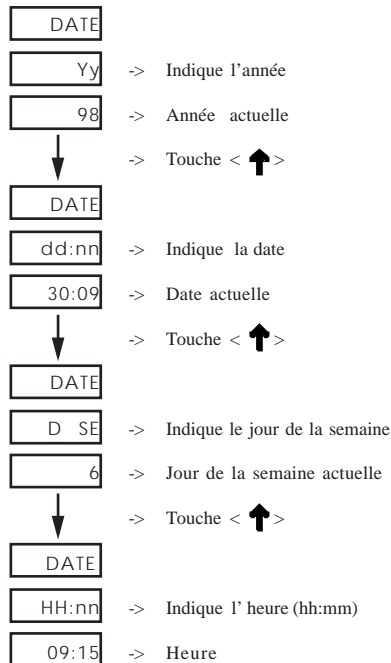 DATE
Yy -> Indique l'année
98 -> Année actuelle
-> Touche < >
DATE
dd:nn -> Indique la date
30:09 -> Date actuelle
-> Touche < >
DATE
D SE -> Indique le jour de la semaine
6 -> Jour de la semaine actuelle
-> Touche < >
DATE
HH:nn -> Indique l' heure (hh:mm)
09:15 -> Heure